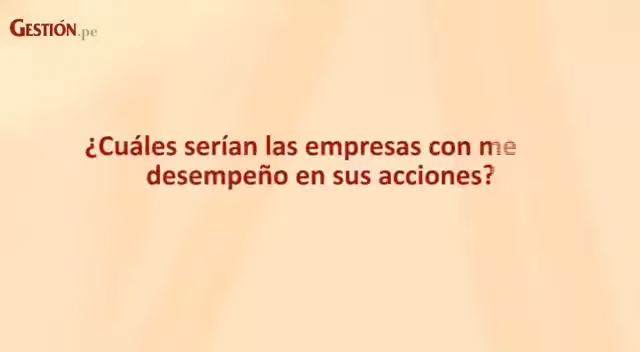 GESTIÓN.pe
¿Cuáles serían las empresas con me
desempeño en sus acciones?